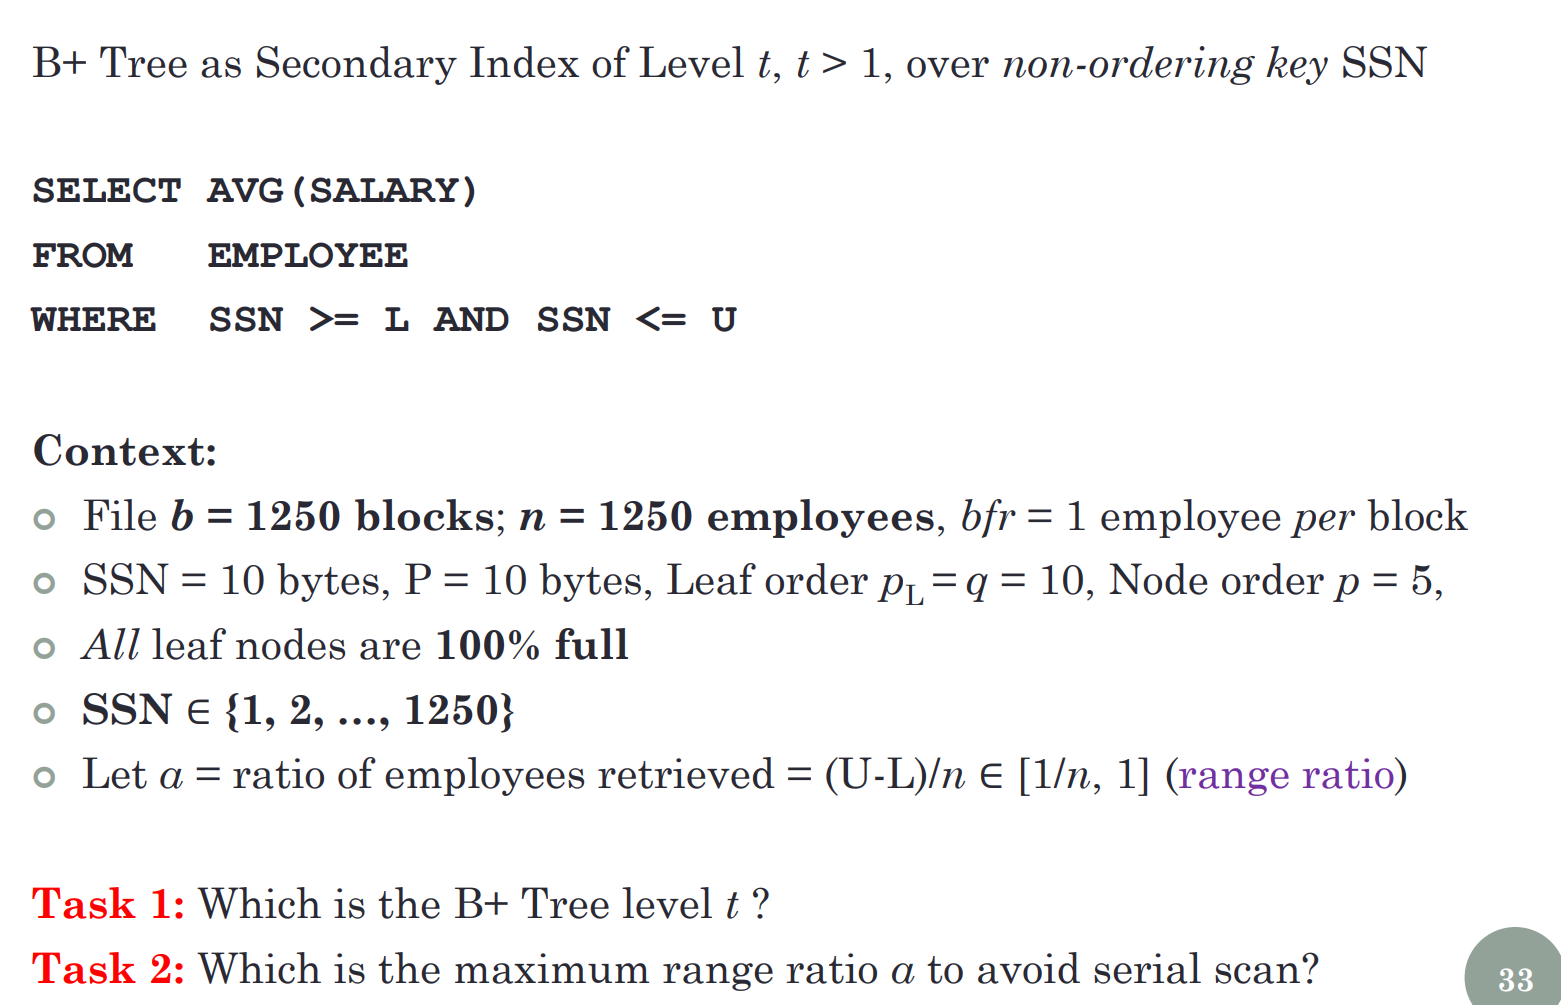 B+ Tree as Secondary Index of Level t, t > 1, over non-ordering key SSN
SELECT AVG(SALARY)
FROM EMPLOYEE
WHERE SSN >= L AND SSN <= U
Context:
File b = 1250 blocks; n = 1250 employees, bfr = 1 employee per block
SSN = 10 bytes, P = 10 bytes, Leaf order pL = q = 10, Node order p = 5,
All leaf nodes are 100% full
SSN ∈ {1, 2, ..., 1250}
Let a = ratio of employees retrieved = (U-L)/n ∈ [1/n, 1] (range ratio)
Task 1: Which is the B+ Tree level t ?
Task 2: Which is the maximum range ratio a to avoid serial scan?
33